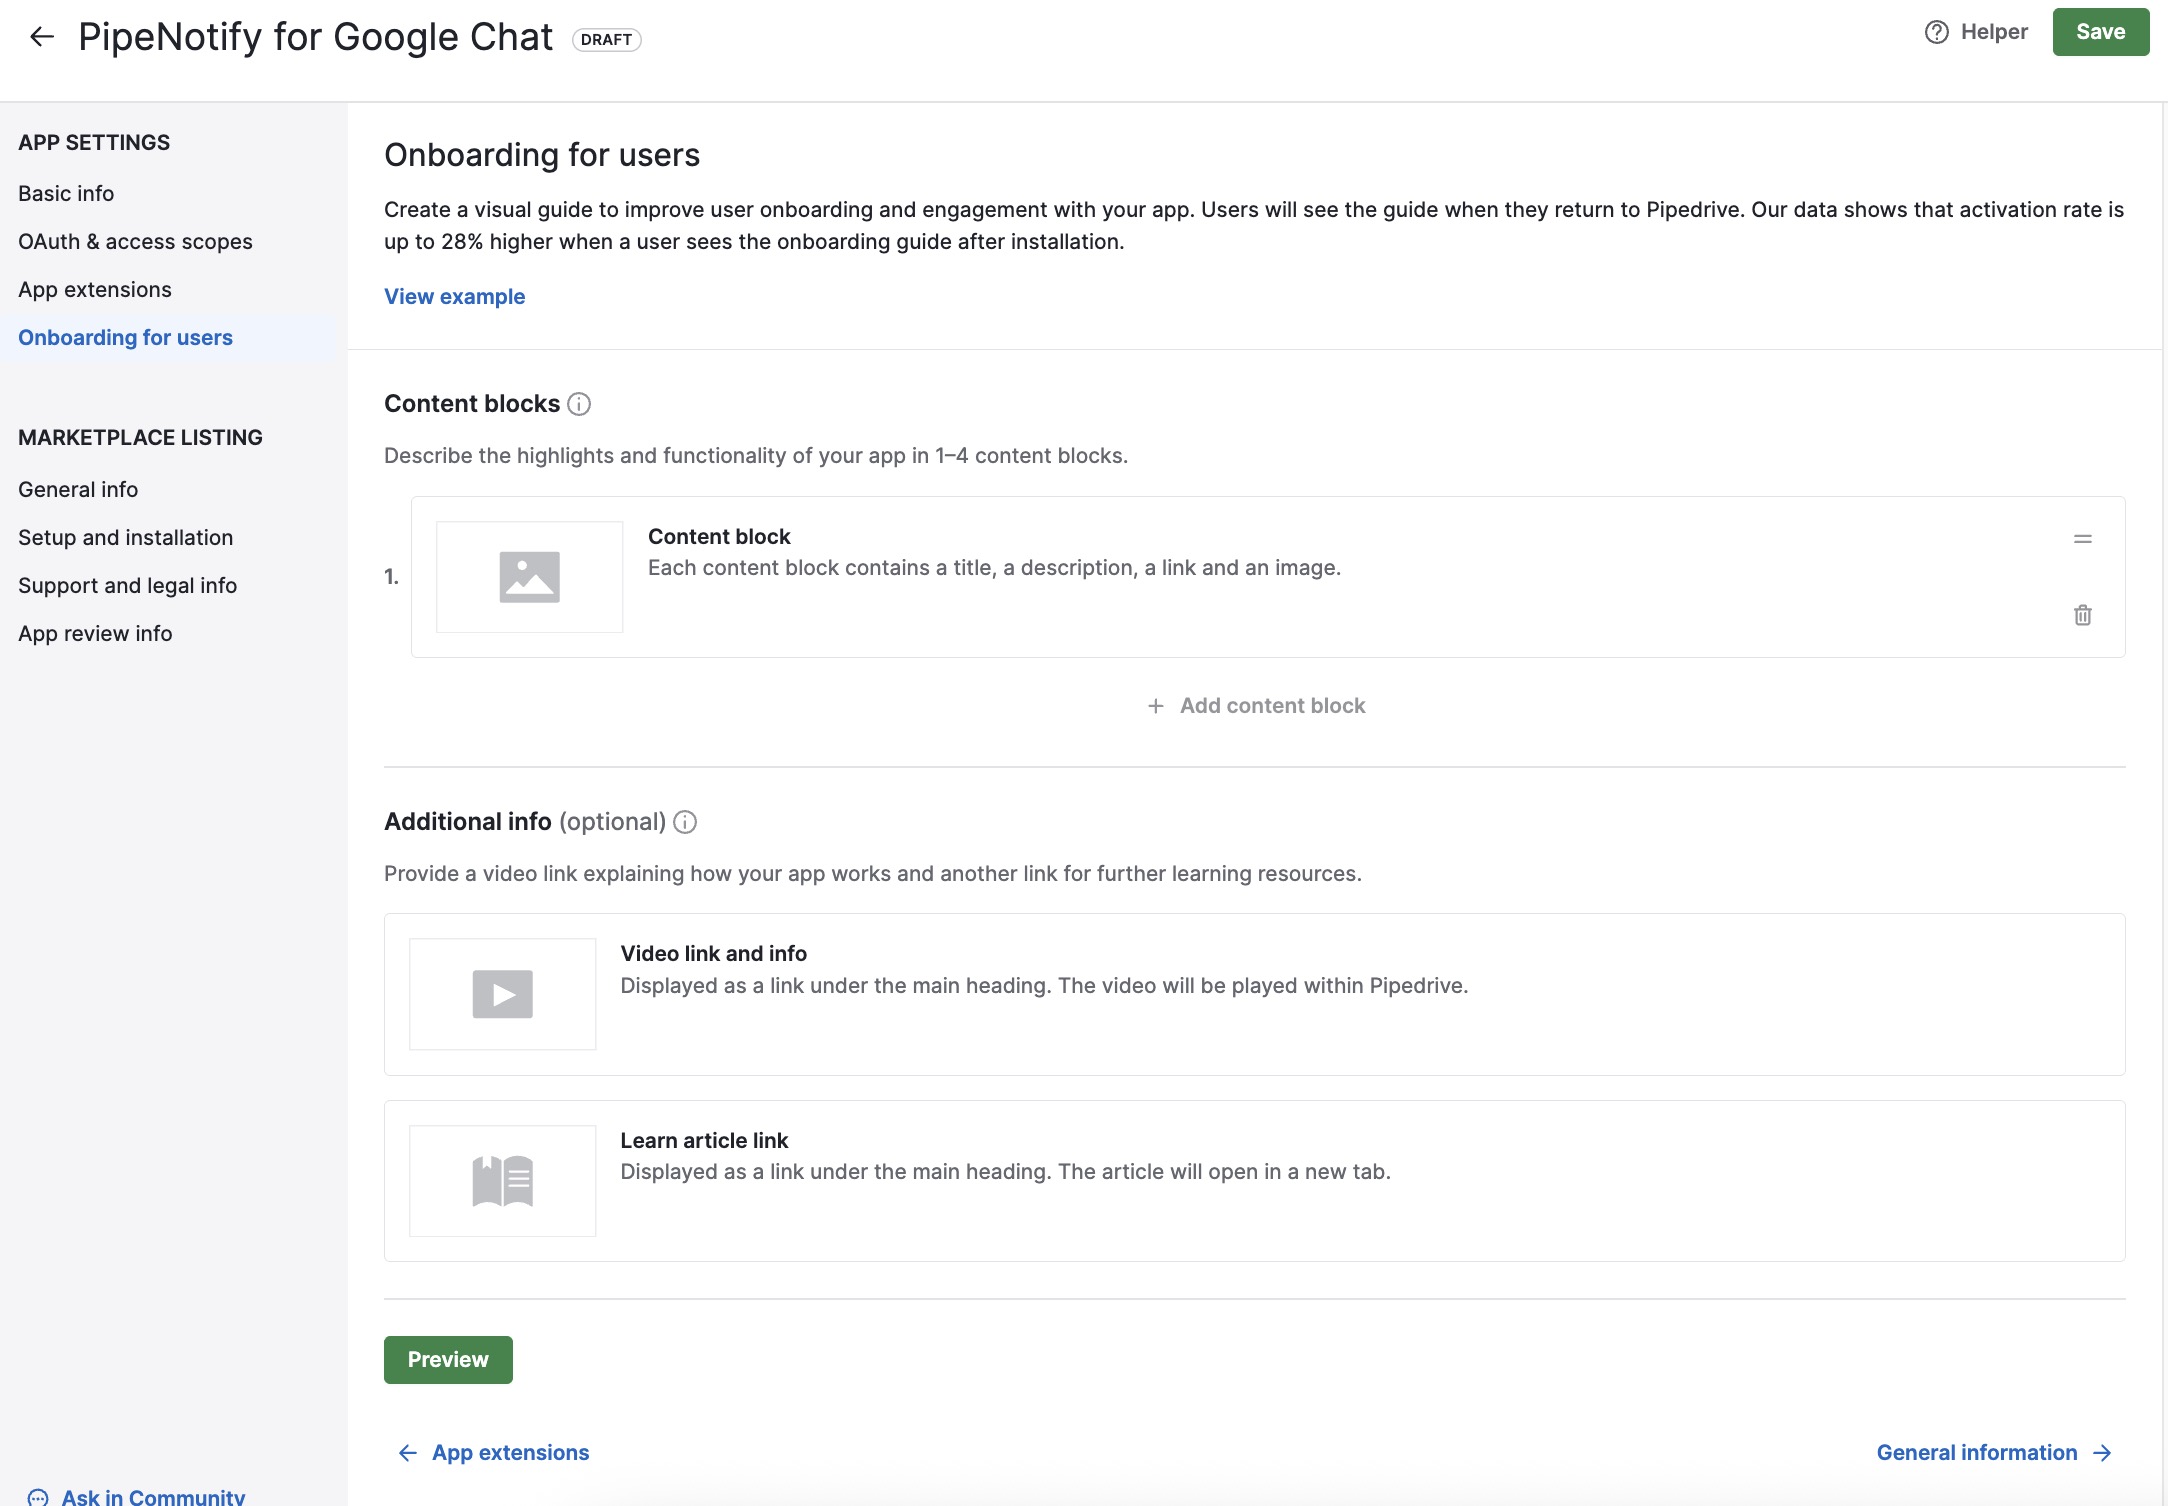 PipeNotify for Google Chat DRAFT
Helper
Save
APP SETTINGS
Basic info
OAuth & access scopes
App extensions
Onboarding for users
MARKETPLACE LISTING
General info
Setup and installation
Support and legal info
App review info
Ask in Community
Onboarding for users
Create a visual guide to improve user onboarding and engagement with your app. Users will see the guide when they return to Pipedrive. Our data shows that activation rate is
up to 28% higher when a user sees the onboarding guide after installation.
View example
Content blocks
Describe the highlights and functionality of your app in 1–4 content blocks.
1.
Content block
Each content block contains a title, a description, a link and an image.
+ Add content block
Additional info (optional)
Provide a video link explaining how your app works and another link for further learning resources.
Video link and info
Displayed as a link under the main heading. The video will be played within Pipedrive.
Learn article link
Displayed as a link under the main heading. The article will open in a new tab.
Preview
← App extensions
General information →